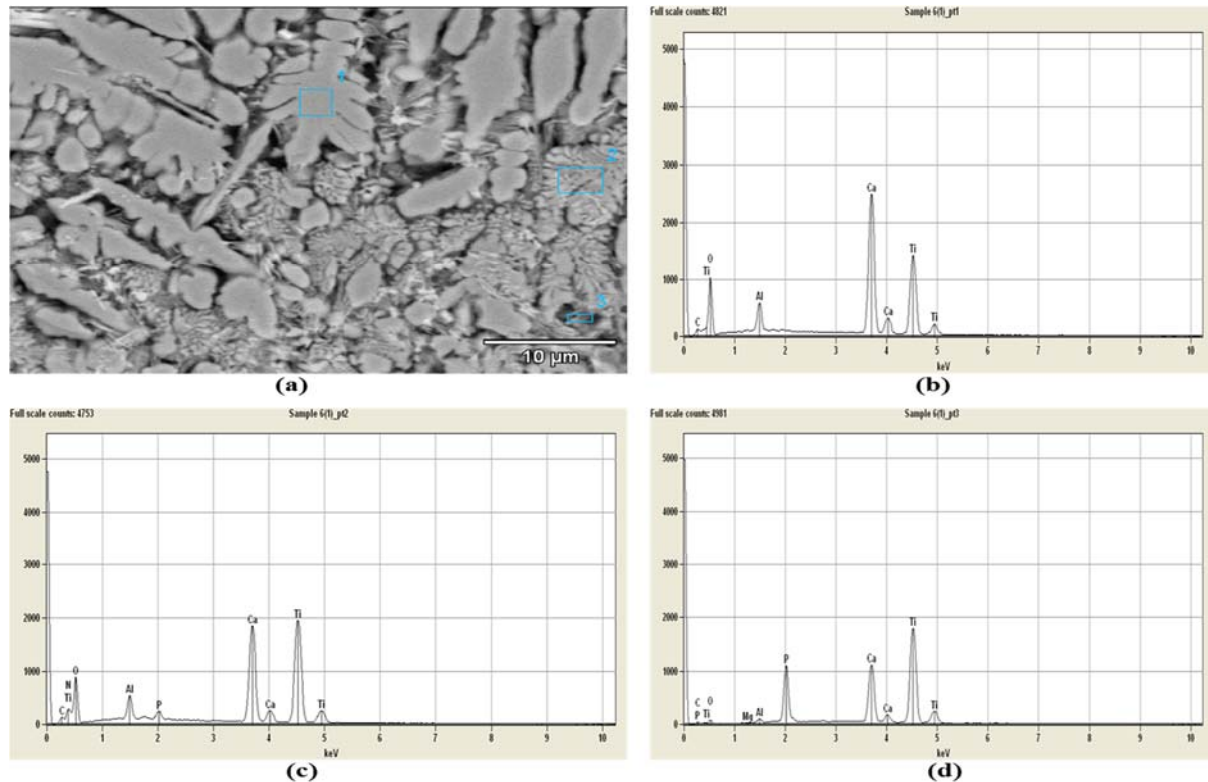 1
2
3
10 µm
(a)
Full scale counts: 4821
Sample 6(1)_pt1
5000
4000
3000
2000
1000
0
Ca
Ti
O
Ti
Al
C
Ca
Ti
0 1 2 3 4 5 6 7 8 9 10
keV
(b)
Full scale counts: 4753
Sample 6(1)_pt2
5000
4000
3000
2000
1000
0
Ti
Ca
O
N
Ti
Al
C
P
Ca
Ti
0 1 2 3 4 5 6 7 8 9 10
keV
(c)
Full scale counts: 4981
Sample 6(1)_pt3
5000
4000
3000
2000
1000
0
Ti
P
Ca
C
O
P
Ti
Mg
Al
Ca
Ti
0 1 2 3 4 5 6 7 8 9 10
keV
(d)